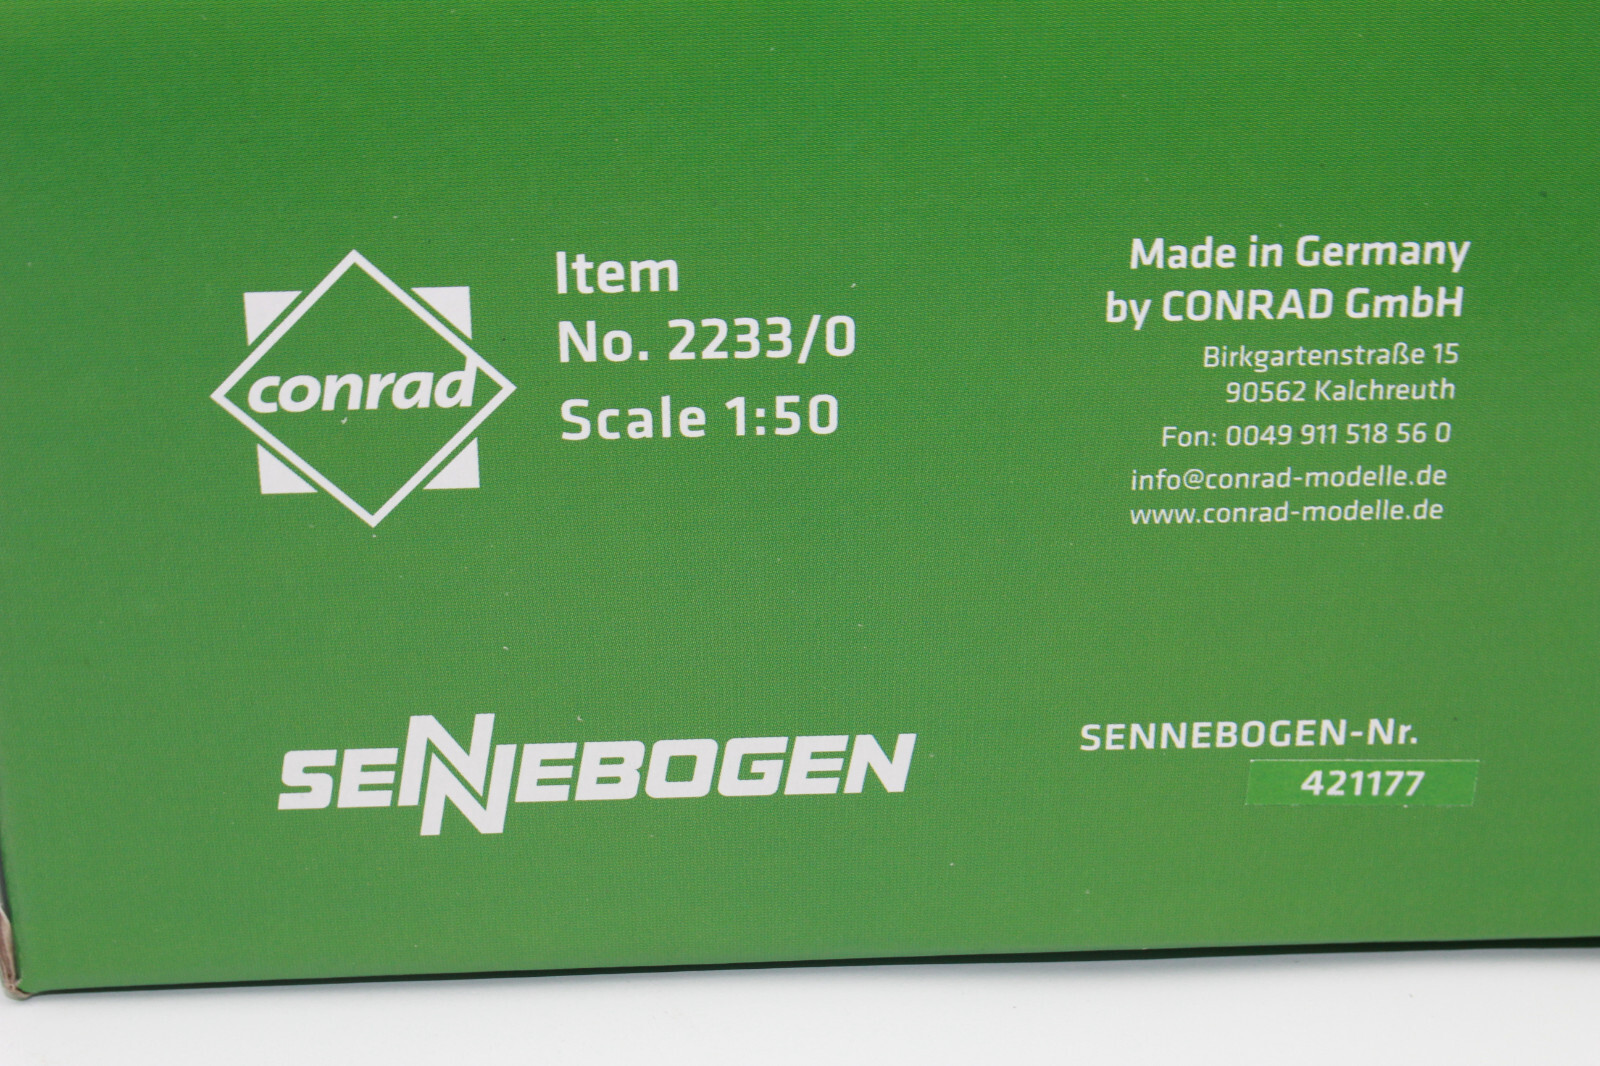 conrad
Item
No. 2233/0
Scale 1:50
Made in Germany
by CONRAD GmbH
Birkgartenstraße 15
90562 Kalchreuth
Fon: 0049 911 518 56 0
info@conrad-modelle.de
www.conrad-modelle.de
SENNEBOGEN
SENNEBOGEN-Nr.
421177